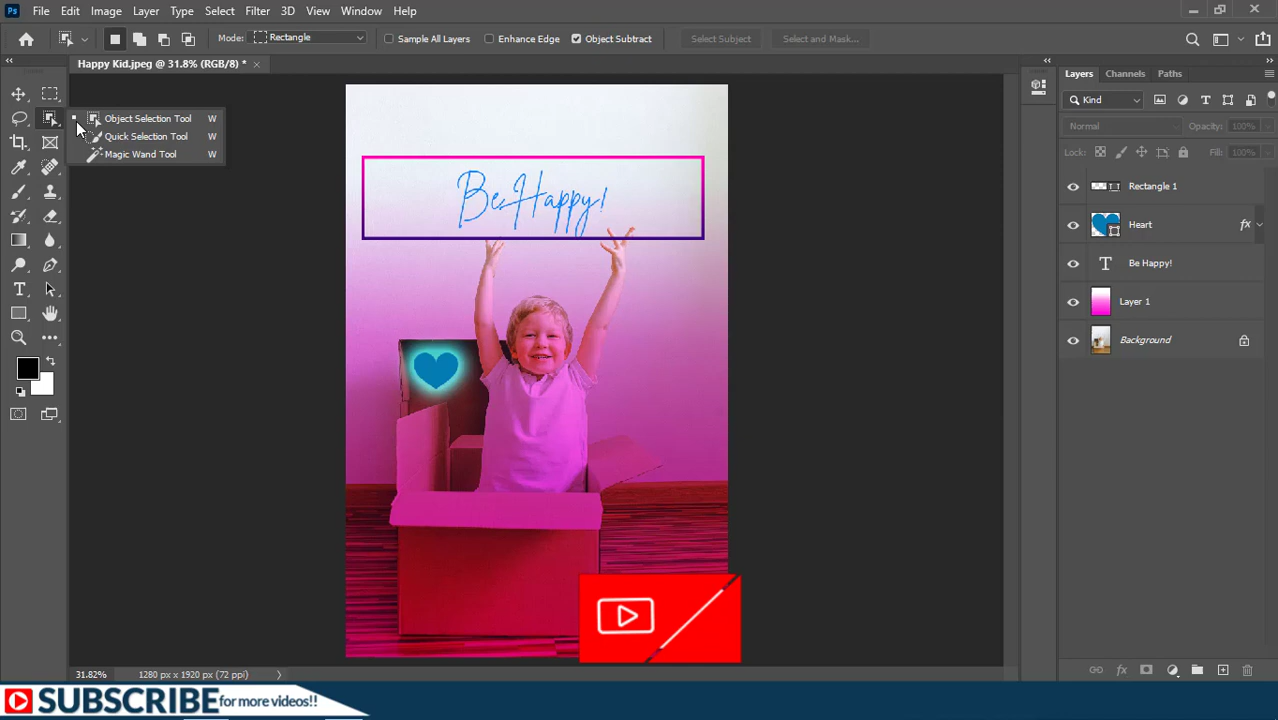 Ps File Edit Image Layer Type Select Filter 3D View Window Help
Mode: Rectangle Sample All Layers Enhance Edge Object Subtract Select Subject Select and Mask...
Happy Kid.jpeg @ 31.8% (RGB/8) *
Layers Channels Paths
Kind
Normal Opacity: 100%
Lock: Fill: 100%
Object Selection Tool W
Quick Selection Tool W
Magic Wand Tool W
Be Happy!
Rectangle 1
Heart fx
Be Happy!
Layer 1
Background
31.82% 1280 px x 1920 px (72 ppi)
SUBSCRIBE for more videos!!